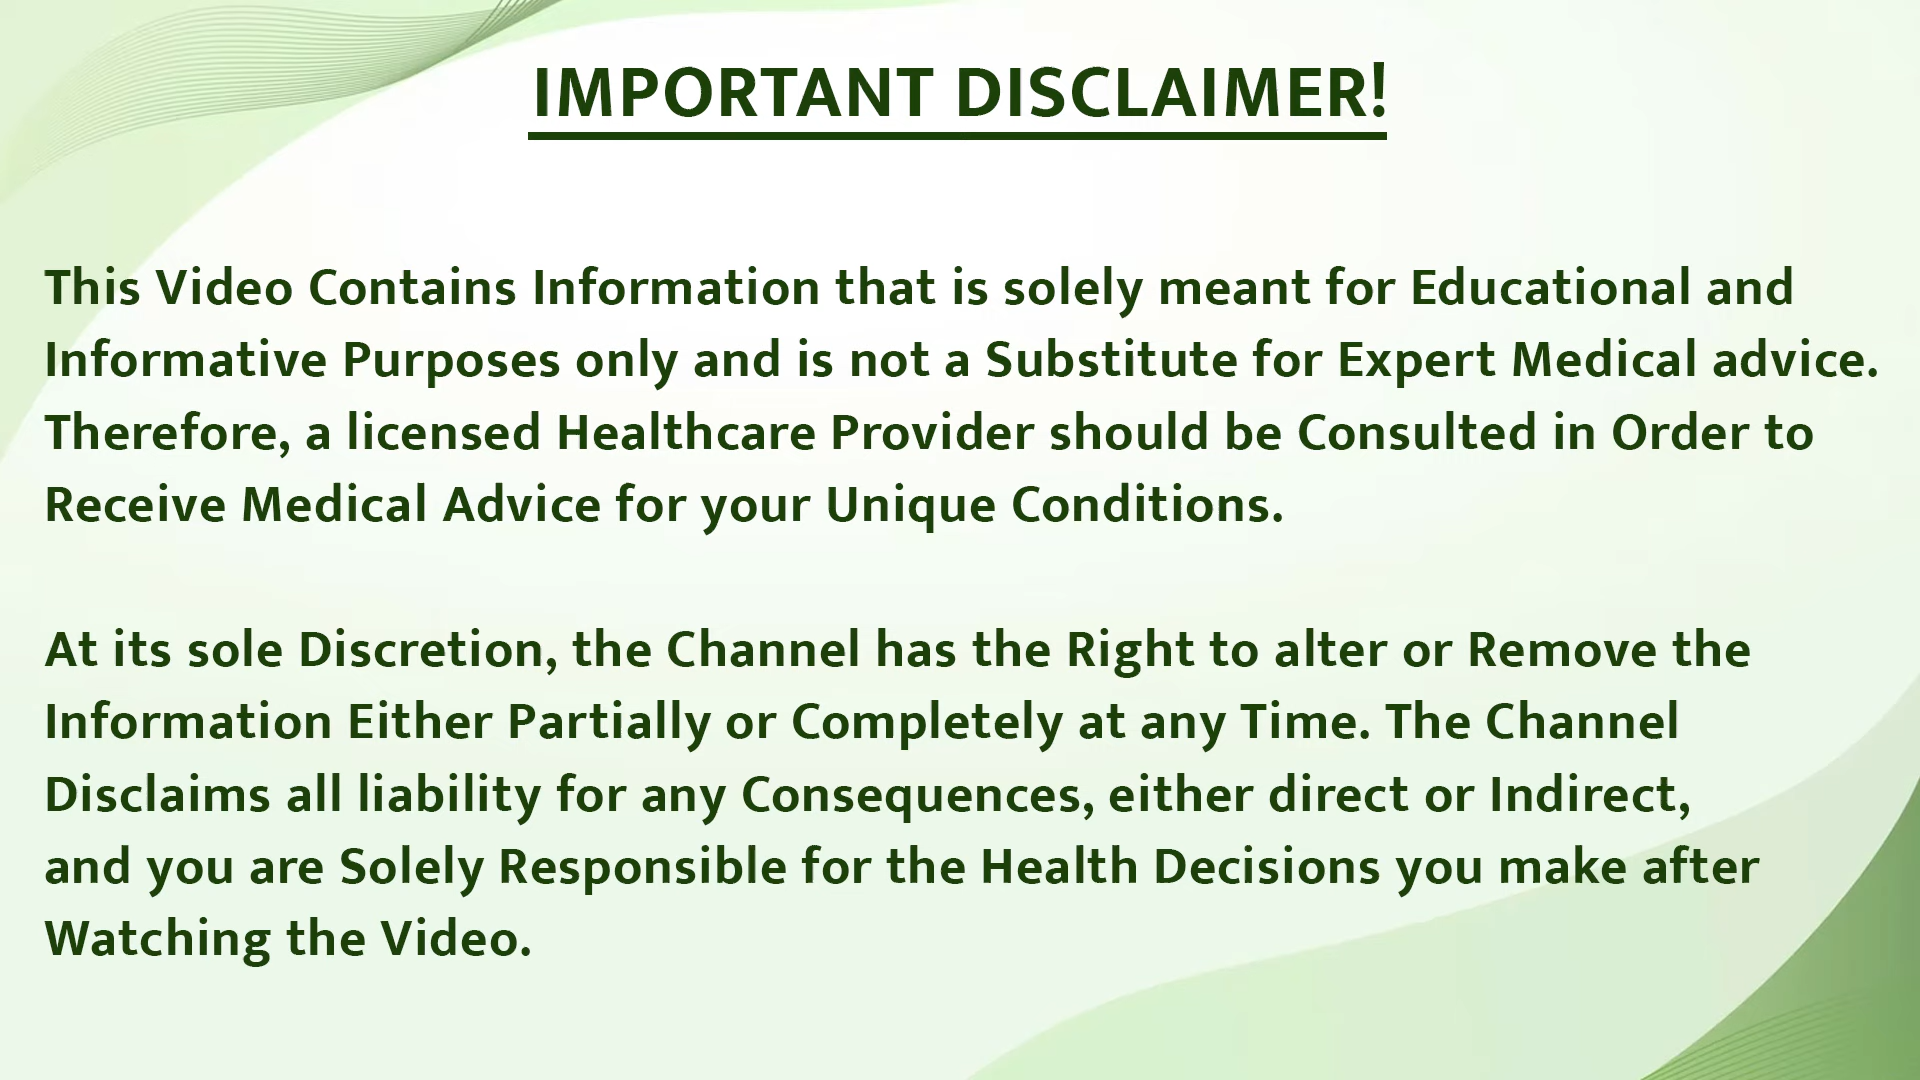 IMPORTANT DISCLAIMER!
This Video Contains Information that is solely meant for Educational and
Informative Purposes only and is not a Substitute for Expert Medical advice.
Therefore, a licensed Healthcare Provider should be Consulted in Order to
Receive Medical Advice for your Unique Conditions.
At its sole Discretion, the Channel has the Right to alter or Remove the
Information Either Partially or Completely at any Time. The Channel
Disclaims all liability for any Consequences, either direct or Indirect,
and you are Solely Responsible for the Health Decisions you make after
Watching the Video.